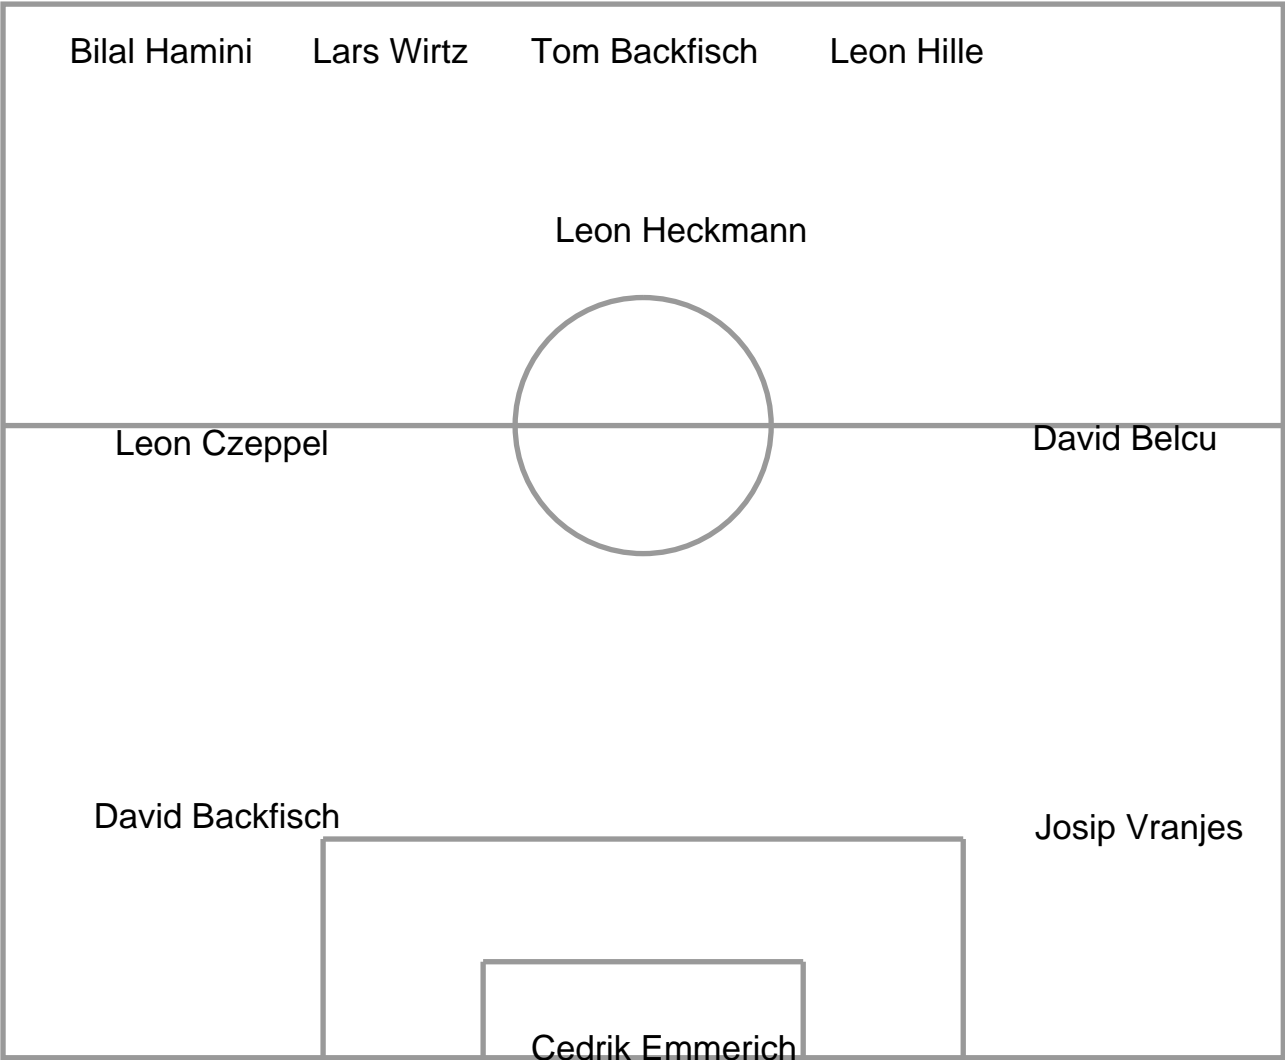 Bilal Hamini Lars Wirtz Tom Backfisch Leon Hille
Leon Heckmann
Leon Czeppel David Belcu
David Backfisch Josip Vranjes
Cedrik Emmerich